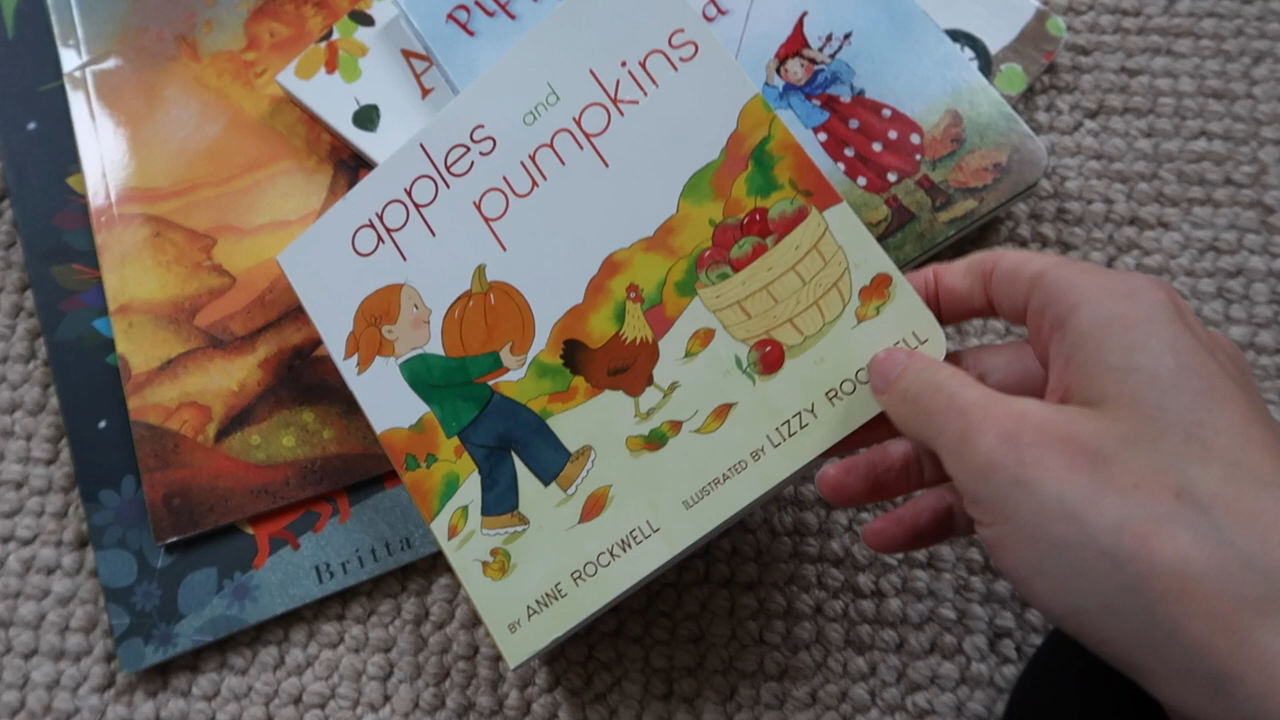 apples and
pumpkins
BY ANNE ROCKWELL
ILLUSTRATED BY LIZZY ROCKWELL
Britta